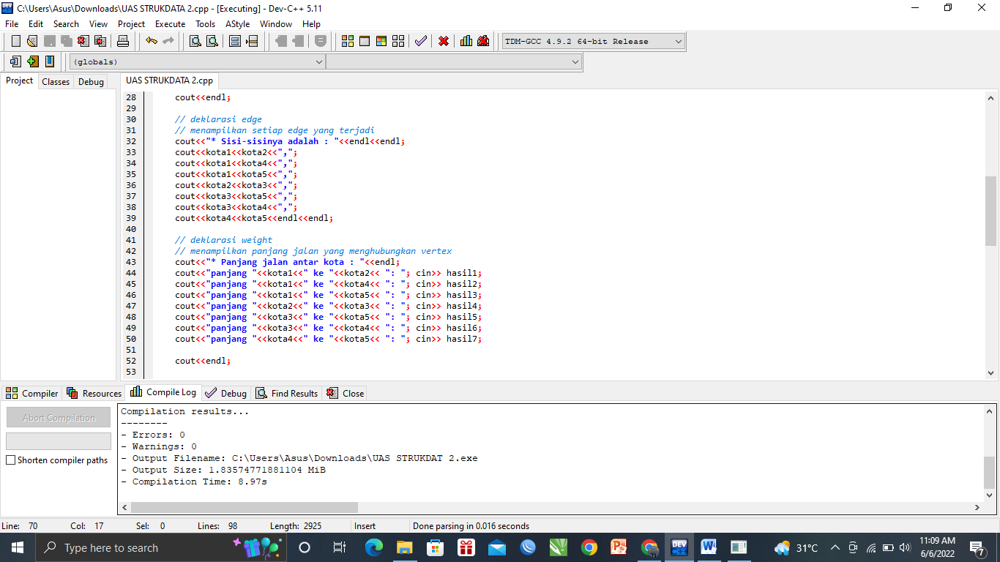 C:\Users\Asus\Downloads\UAS STRUKDATA 2.cpp - [Executing] - Dev-C++ 5.11
File Edit Search View Project Execute Tools AStyle Window Help
TDM-GCC 4.9.2 64-bit Release
(globals)
Project Classes Debug UAS STRUKDATA 2.cpp
28 cout<<endl;
29
30 // deklarasi edge
31 // menampilkan setiap edge yang terjadi
32 cout<<"* Sisi-sisinya adalah : "<<endl<<endl;
33 cout<<kota1<<kota2<<",";
34 cout<<kota1<<kota4<<",";
35 cout<<kota1<<kota5<<",";
36 cout<<kota2<<kota3<<",";
37 cout<<kota3<<kota5<<",";
38 cout<<kota3<<kota4<<",";
39 cout<<kota4<<kota5<<endl<<endl;
40
41 // deklarasi weight
42 // menampilkan panjang jalan yang menghubungkan vertex
43 cout<<"* Panjang jalan antar kota : "<<endl;
44 cout<<"panjang "<<kota1<<" ke "<<kota2<< ": "; cin>> hasil1;
45 cout<<"panjang "<<kota1<<" ke "<<kota4<< ": "; cin>> hasil2;
46 cout<<"panjang "<<kota1<<" ke "<<kota5<< ": "; cin>> hasil3;
47 cout<<"panjang "<<kota2<<" ke "<<kota3<< ": "; cin>> hasil4;
48 cout<<"panjang "<<kota3<<" ke "<<kota5<< ": "; cin>> hasil5;
49 cout<<"panjang "<<kota3<<" ke "<<kota4<< ": "; cin>> hasil6;
50 cout<<"panjang "<<kota4<<" ke "<<kota5<< ": "; cin>> hasil7;
51
52 cout<<endl;
53
Compiler Resources Compile Log Debug Find Results Close
Abort Compilation
Shorten compiler paths
Compilation results...
--------
- Errors: 0
- Warnings: 0
- Output Filename: C:\Users\Asus\Downloads\UAS STRUKDAT 2.exe
- Output Size: 1.83574771881104 MiB
- Compilation Time: 8.97s
Line: 70 Col: 17 Sel: 0 Lines: 98 Length: 2925 Insert Done parsing in 0.016 seconds
Type here to search
DEV
31°C
11:09 AM
6/6/2022
7